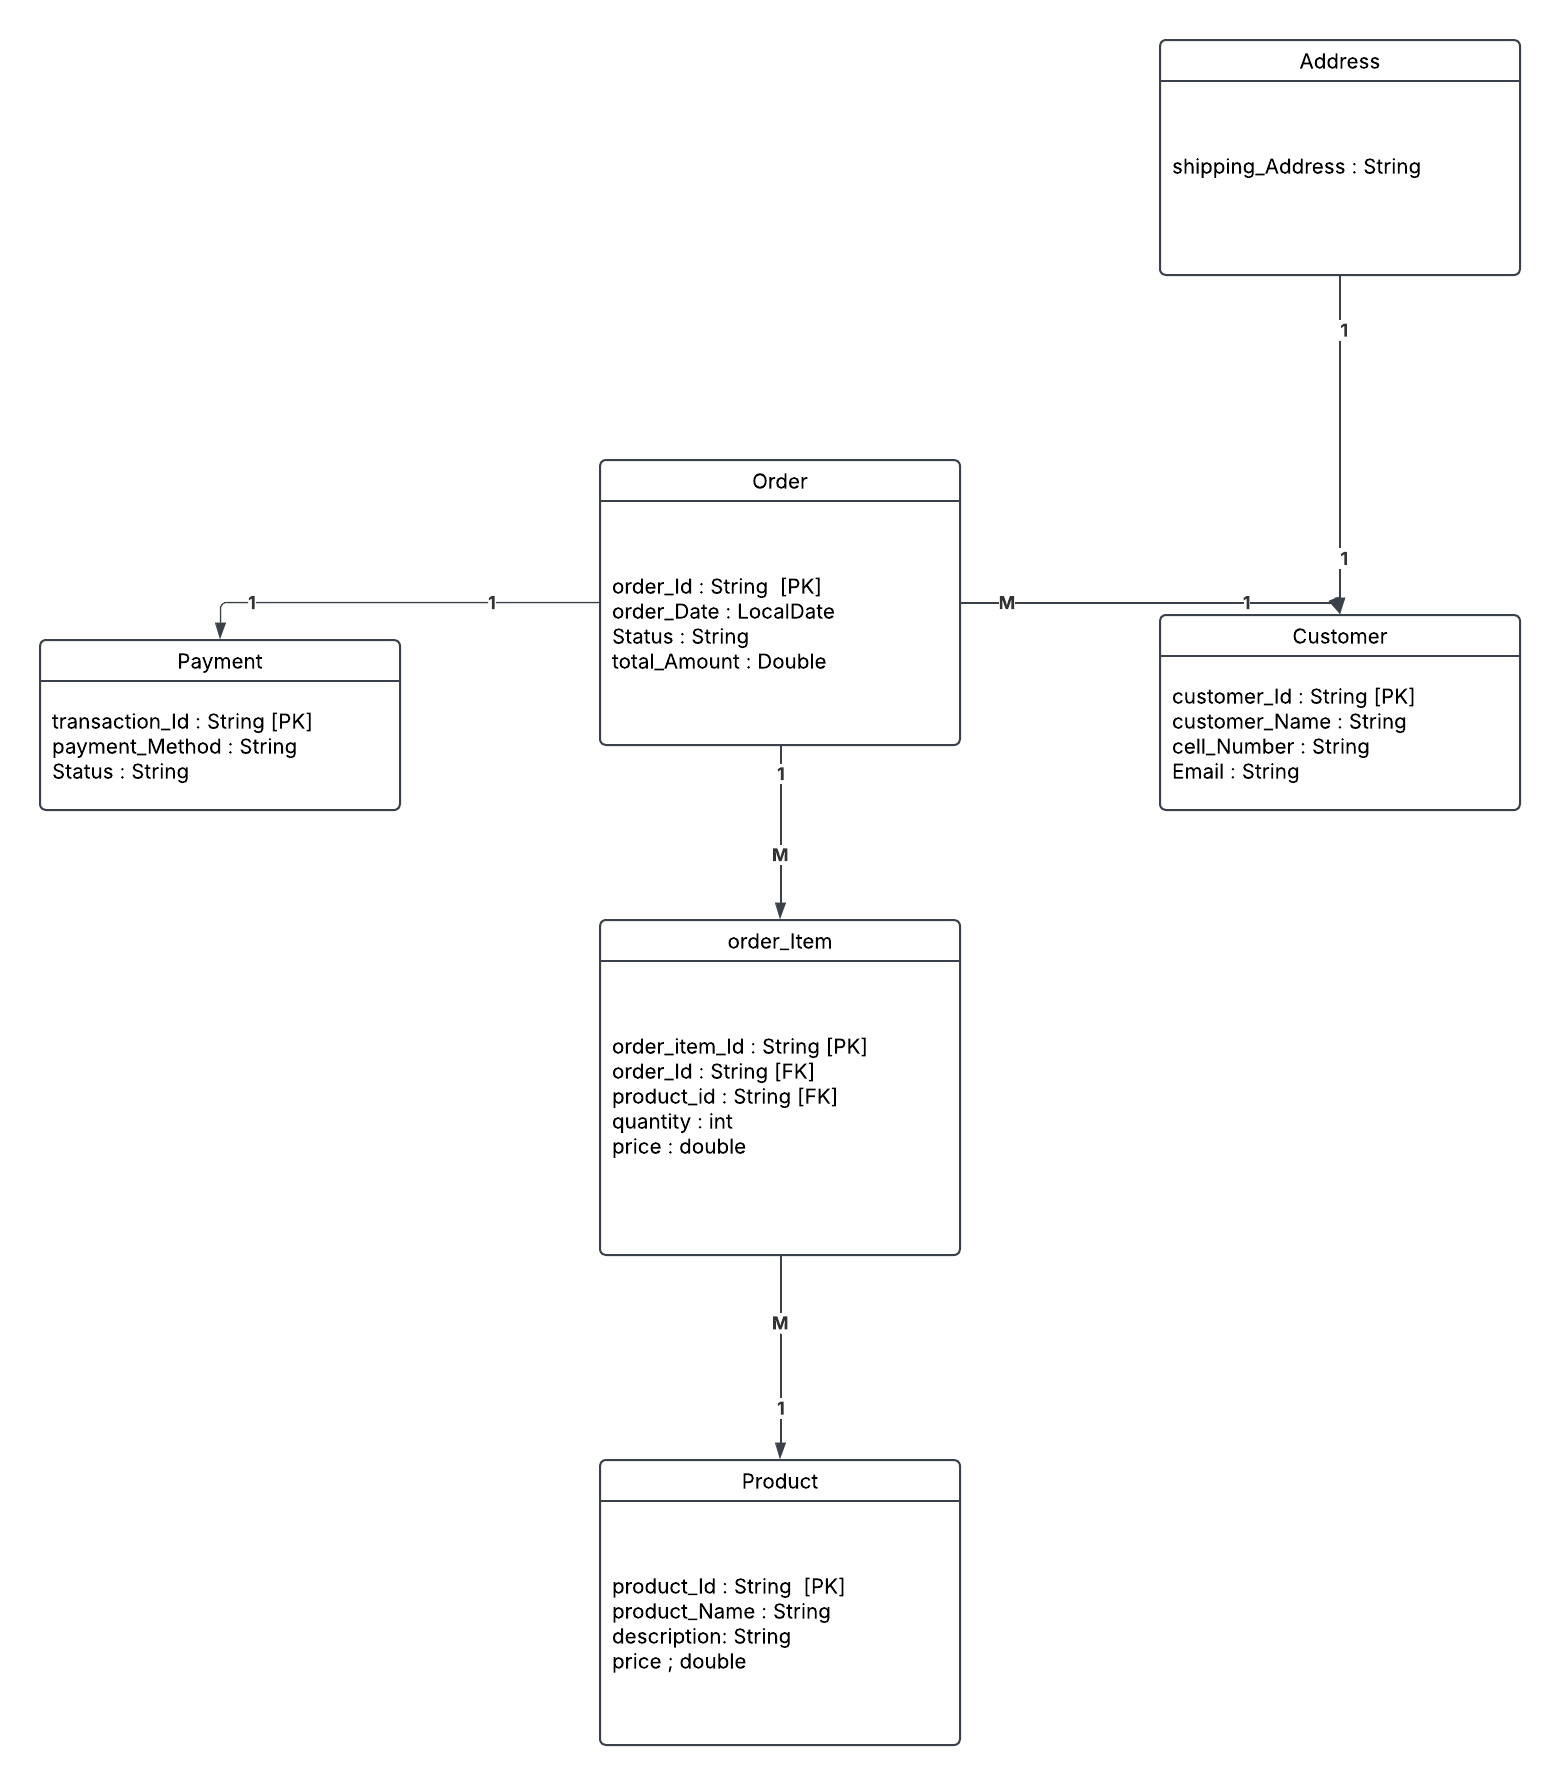 Address
shipping_Address : String
1
1
Order
order_Id : String  [PK]
order_Date : LocalDate
Status : String
total_Amount : Double
1
1
M
1
Payment
transaction_Id : String [PK]
payment_Method : String
Status : String
Customer
customer_Id : String [PK]
customer_Name : String
cell_Number : String
Email : String
1
M
order_Item
order_item_Id : String [PK]
order_Id : String [FK]
product_id : String [FK]
quantity : int
price : double
M
1
Product
product_Id : String  [PK]
product_Name : String
description: String
price ; double